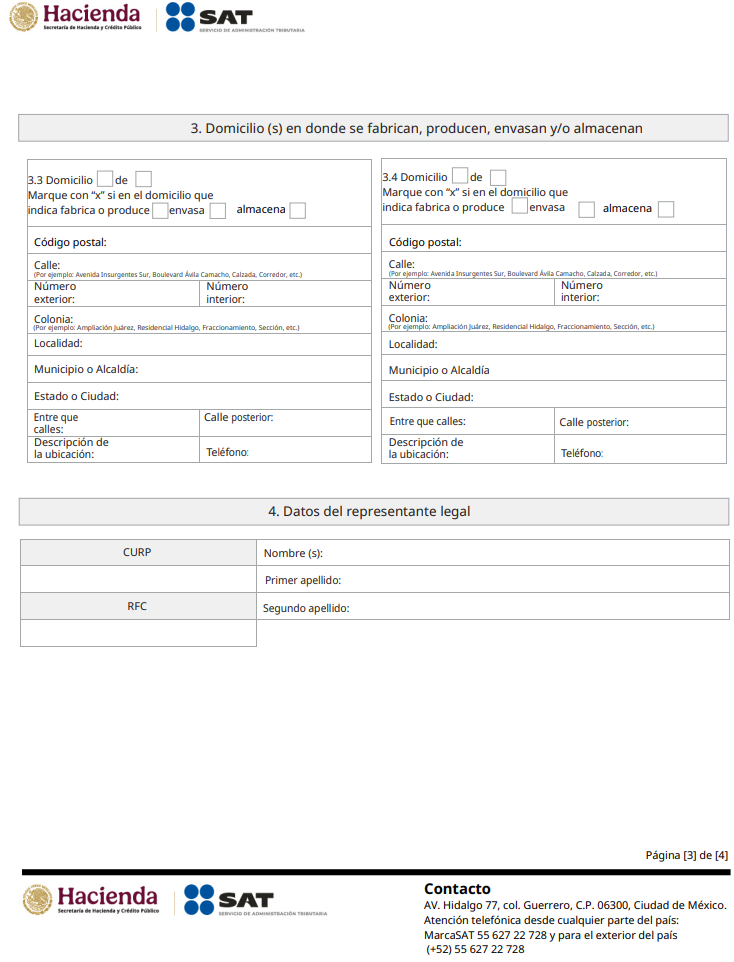 Hacienda
Secretaría de Hacienda y Crédito Público
SAT
SERVICIO DE ADMINISTRACIÓN TRIBUTARIA
3. Domicilio (s) en donde se fabrican, producen, envasan y/o almacenan
3.3 Domicilio de
Marque con “x” si en el domicilio que
indica fabrica o produce envasa almacena
Código postal:
Calle:
(Por ejemplo: Avenida Insurgentes Sur, Boulevard Ávila Camacho, Calzada, Corredor, etc.)
Número exterior: Número interior:
Colonia:
(Por ejemplo: Ampliación Juárez, Residencial Hidalgo, Fraccionamiento, Sección, etc.)
Localidad:
Municipio o Alcaldía:
Estado o Ciudad:
Entre que calles: Calle posterior:
Descripción de la ubicación: Teléfono:
3.4 Domicilio de
Marque con “x” si en el domicilio que
indica fabrica o produce envasa almacena
Código postal:
Calle:
(Por ejemplo: Avenida Insurgentes Sur, Boulevard Ávila Camacho, Calzada, Corredor, etc.)
Número exterior: Número interior:
Colonia:
(Por ejemplo: Ampliación Juárez, Residencial Hidalgo, Fraccionamiento, Sección, etc.)
Localidad:
Municipio o Alcaldía
Estado o Ciudad:
Entre que calles: Calle posterior:
Descripción de la ubicación: Teléfono:
4. Datos del representante legal
CURP Nombre (s):
Primer apellido:
RFC Segundo apellido:
Página [3] de [4]
Hacienda
Secretaría de Hacienda y Crédito Público
SAT
SERVICIO DE ADMINISTRACIÓN TRIBUTARIA
Contacto
AV. Hidalgo 77, col. Guerrero, C.P. 06300, Ciudad de México.
Atención telefónica desde cualquier parte del país:
MarcaSAT 55 627 22 728 y para el exterior del país
(+52) 55 627 22 728